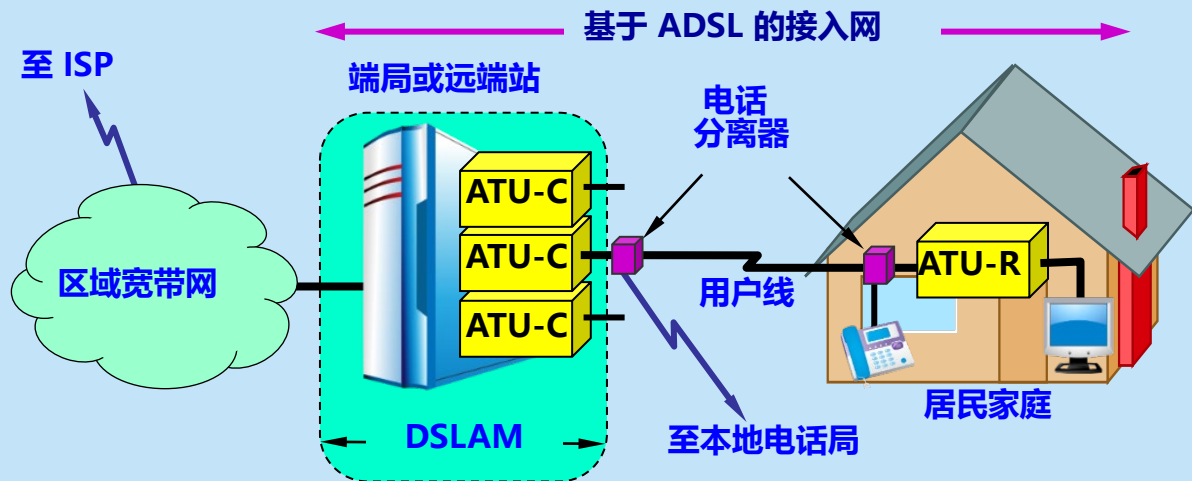 基于 ADSL 的接入网
至 ISP
端局或远端站
电话
分离器
ATU-C
ATU-C
ATU-C
ATU-R
区域宽带网
用户线
居民家庭
DSLAM
至本地电话局